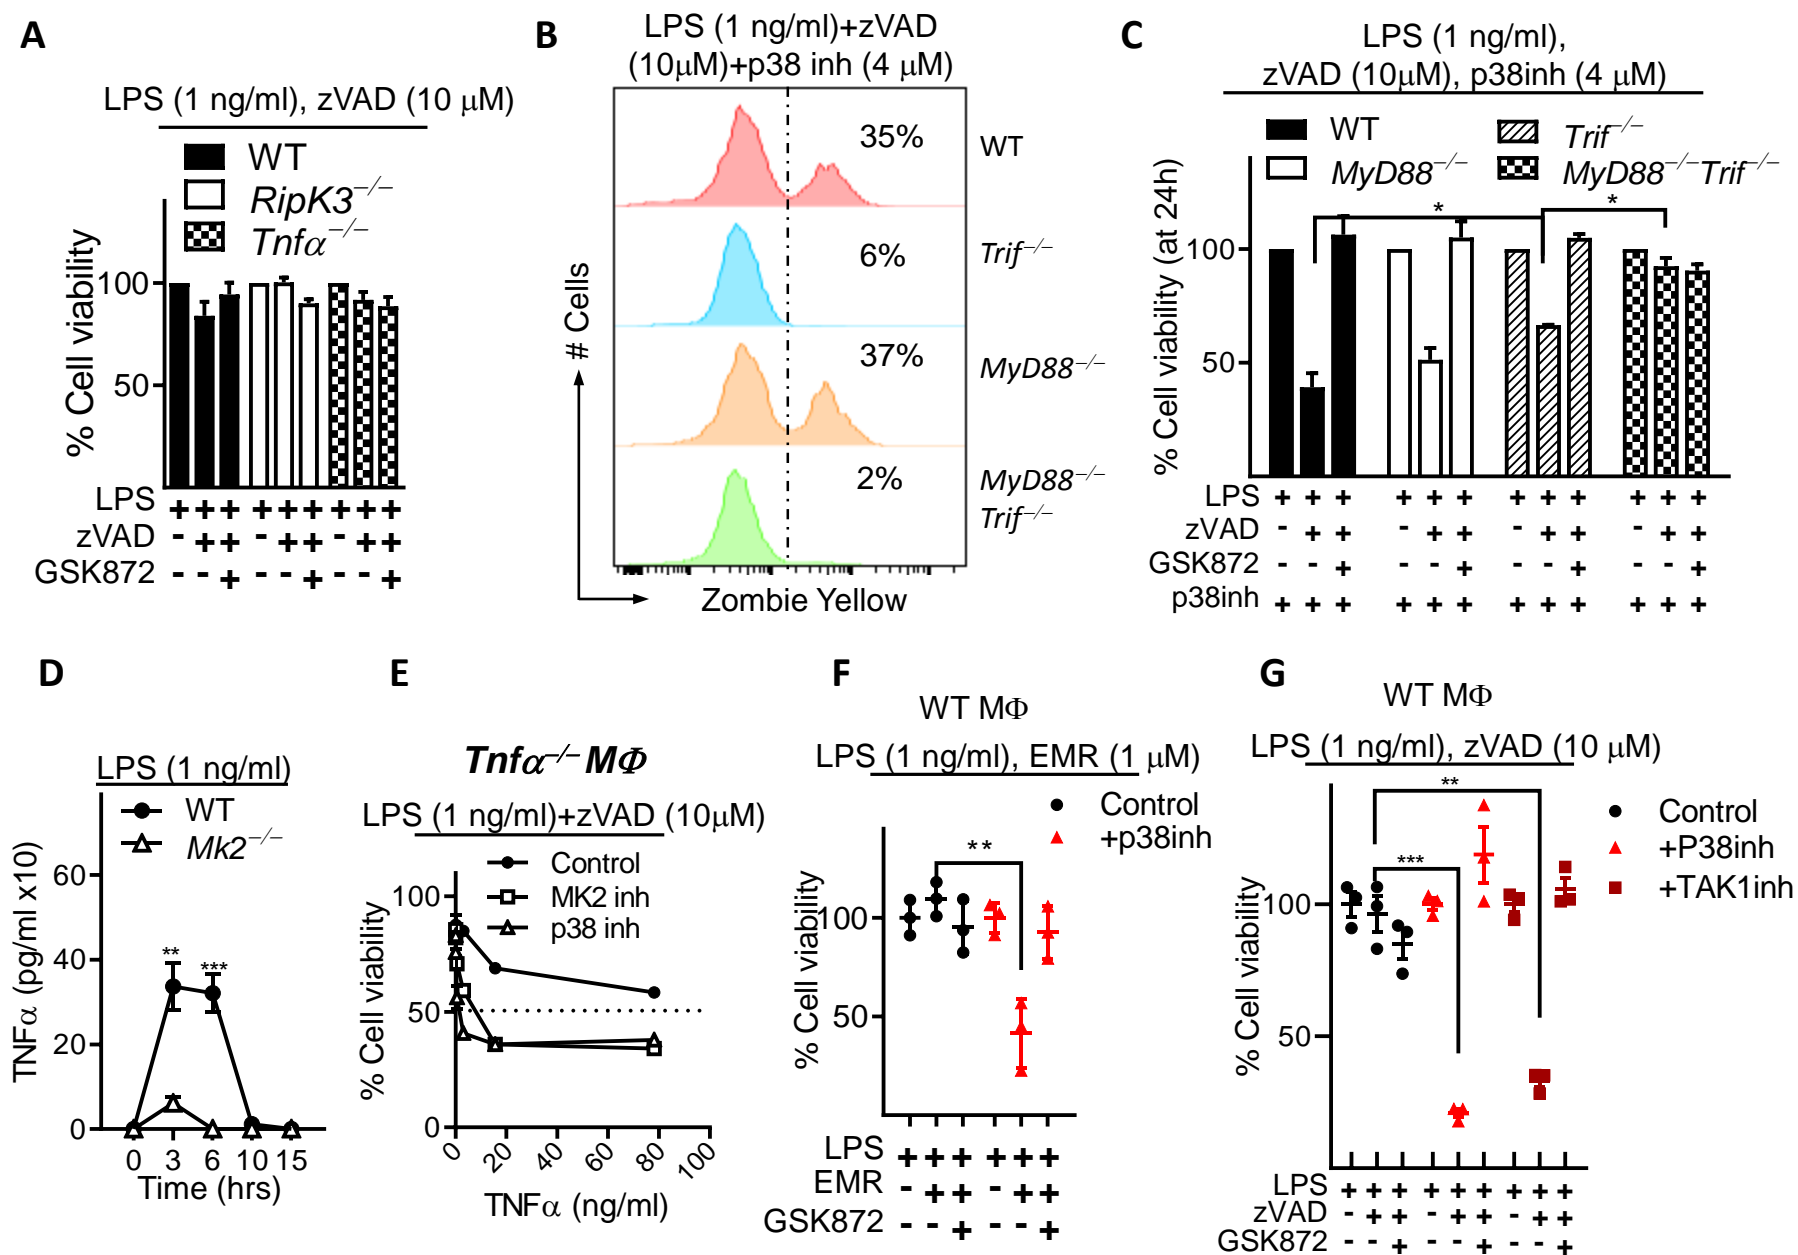 A
LPS (1 ng/ml), zVAD (10 μM)
WT
RipK3−/−
Tnfα−/−
% Cell viability
100
50
LPS + + + + + + + + +
zVAD - + + - + + - + +
GSK872 - - + - - + - - +
B
LPS (1 ng/ml)+zVAD
(10μM)+p38 inh (4 μM)
35%
WT
6%
Trif−/−
37%
MyD88−/−
2%
MyD88−/−
Trif−/−
# Cells
Zombie Yellow
C
LPS (1 ng/ml),
zVAD (10μM), p38inh (4 μM)
WT
Trif−/−
MyD88−/−
MyD88−/−Trif−/−
* *
% Cell viability (at 24h)
100
50
LPS + + + + + + + + + + + +
zVAD - + + - + + - + + - + +
GSK872 - - + - - + - - + - - +
p38inh + + + + + + + + + + + +
D
LPS (1 ng/ml)
WT
Mk2−/−
TNFα (pg/ml x10)
60
40
20
0
** ***
0 3 6 10 15
Time (hrs)
E
Tnfα−/− MΦ
LPS (1 ng/ml)+zVAD (10μM)
Control
MK2 inh
p38 inh
% Cell viability
100
50
0
0 20 40 60 80 100
TNFα (ng/ml)
F
WT MΦ
LPS (1 ng/ml), EMR (1 μM)
Control
+p38inh
**
% Cell viability
100
50
LPS + + + + + +
EMR - + + - + +
GSK872 - - + - - +
G
WT MΦ
LPS (1 ng/ml), zVAD (10 μM)
**
***
Control
+P38inh
+TAK1inh
% Cell viability
100
50
LPS + + + + + + + + +
zVAD - + + - + + - + +
GSK872 - - + - - + - - +